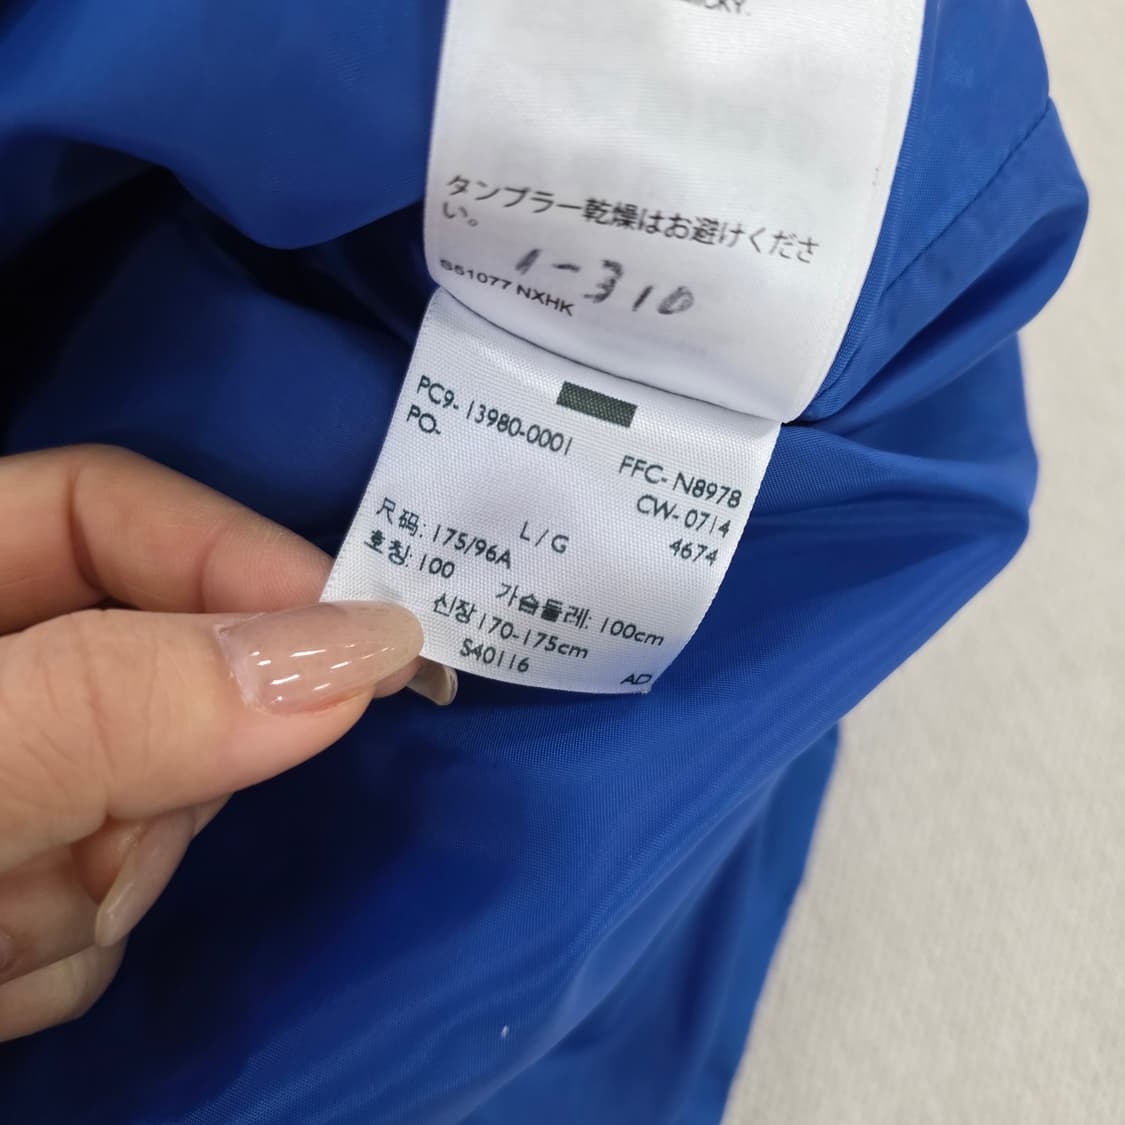 タンブラー乾燥はお避けくださ
い。
1-310
S51077 NXHK
PC9- 13980-0001
PO-
FFC- N8978
CW- 0714
4674
L / G
尺码: 175/96A
호칭: 100
가슴둘레: 100cm
신장170-175cm
S40116
AD